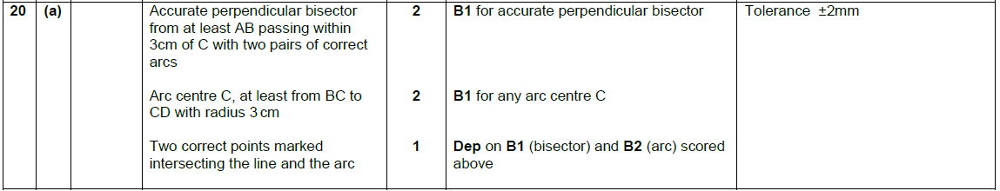 20 (a) Accurate perpendicular bisector 2 B1 for accurate perpendicular bisector Tolerance ±2mm
from at least AB passing within
3cm of C with two pairs of correct
arcs
Arc centre C, at least from BC to 2 B1 for any arc centre C
CD with radius 3 cm
Two correct points marked 1 Dep on B1 (bisector) and B2 (arc) scored
intersecting the line and the arc above